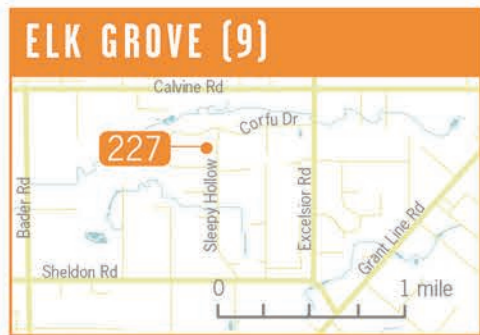 ELK GROVE (9)
Calvine Rd
Corfu Dr
227
Bader Rd
Sleepy Hollow
Excelsior Rd
Grant Line Rd
Sheldon Rd
0
1 mile